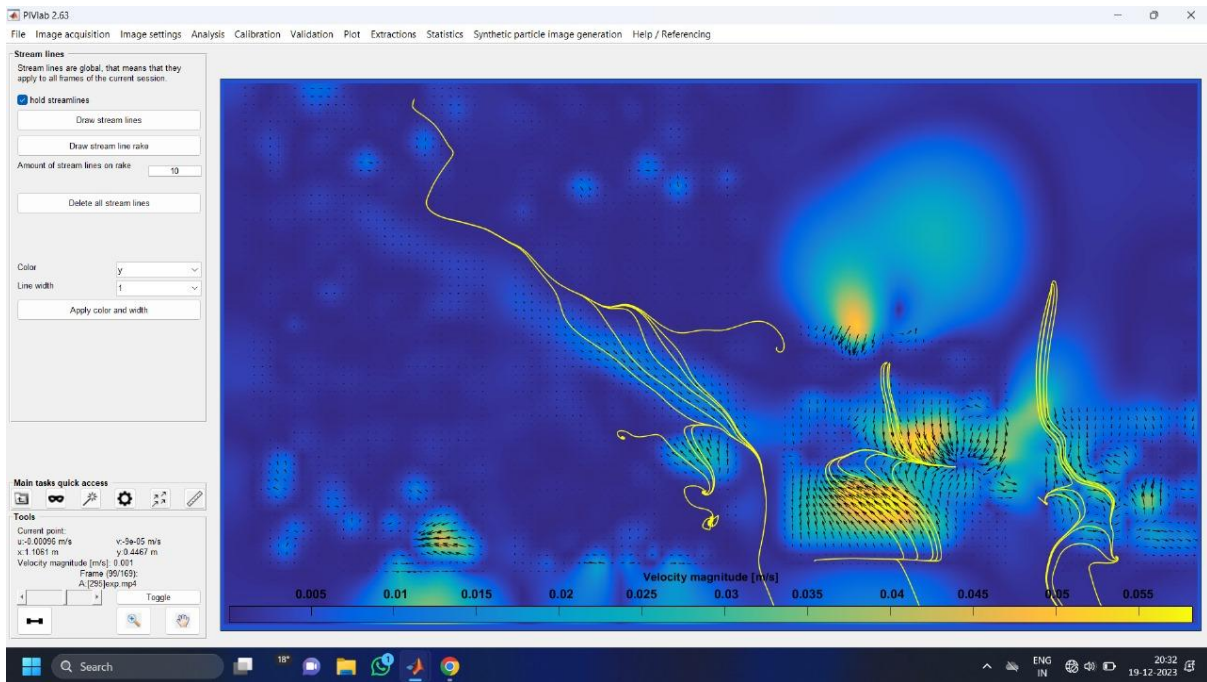 PIVlab 2.63
File Image acquisition Image settings Analysis Calibration Validation Plot Extractions Statistics Synthetic particle image generation Help / Referencing
Stream lines
Stream lines are global, that means that they
apply to all frames of the current session.
hold streamlines
Draw stream lines
Draw stream line rake
Amount of stream lines on rake 10
Delete all stream lines
Color y
Line width 1
Apply color and width
Main tasks quick access
Tools
Current point:
u:-0.00096 m/s v:-9e-05 m/s
x:1.1061 m y:0.4467 m
Velocity magnitude [m/s]: 0.001
Frame (99/169):
A:[295]exp.mp4
Toggle
Velocity magnitude [m/s]
0.005 0.01 0.015 0.02 0.025 0.03 0.035 0.04 0.045 0.05 0.055
Search
18°
1
ENG
IN
20:32
19-12-2023